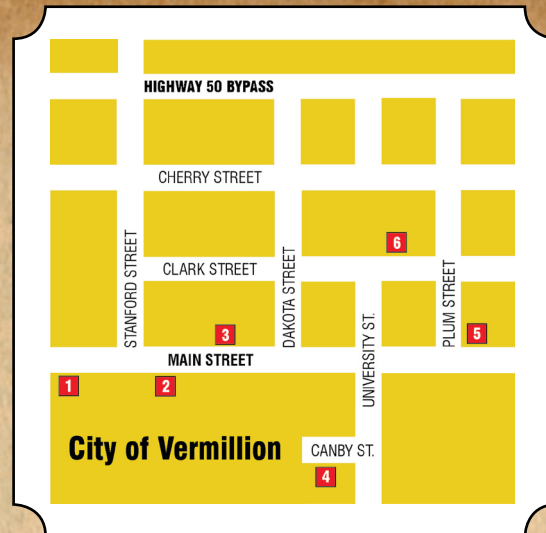 HIGHWAY 50 BYPASS
CHERRY STREET
STANFORD STREET
CLARK STREET
DAKOTA STREET
6
PLUM STREET
UNIVERSITY ST.
3
5
MAIN STREET
1
2
City of Vermillion
CANBY ST.
4